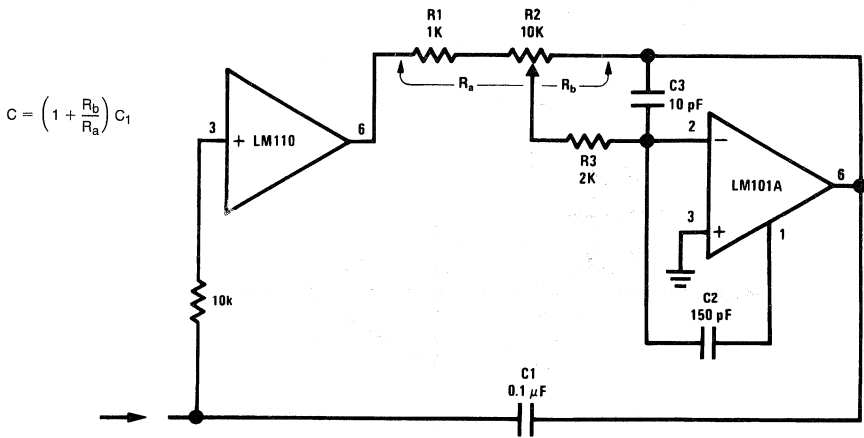 R1
1K
R2
10K
Ra
Rb
C = (1 + Rb/Ra) C1
3
+ LM110
6
C3
10 pF
2
−
R3
2K
LM101A
6
3
+
1
10k
C2
150 pF
C1
0.1 μF